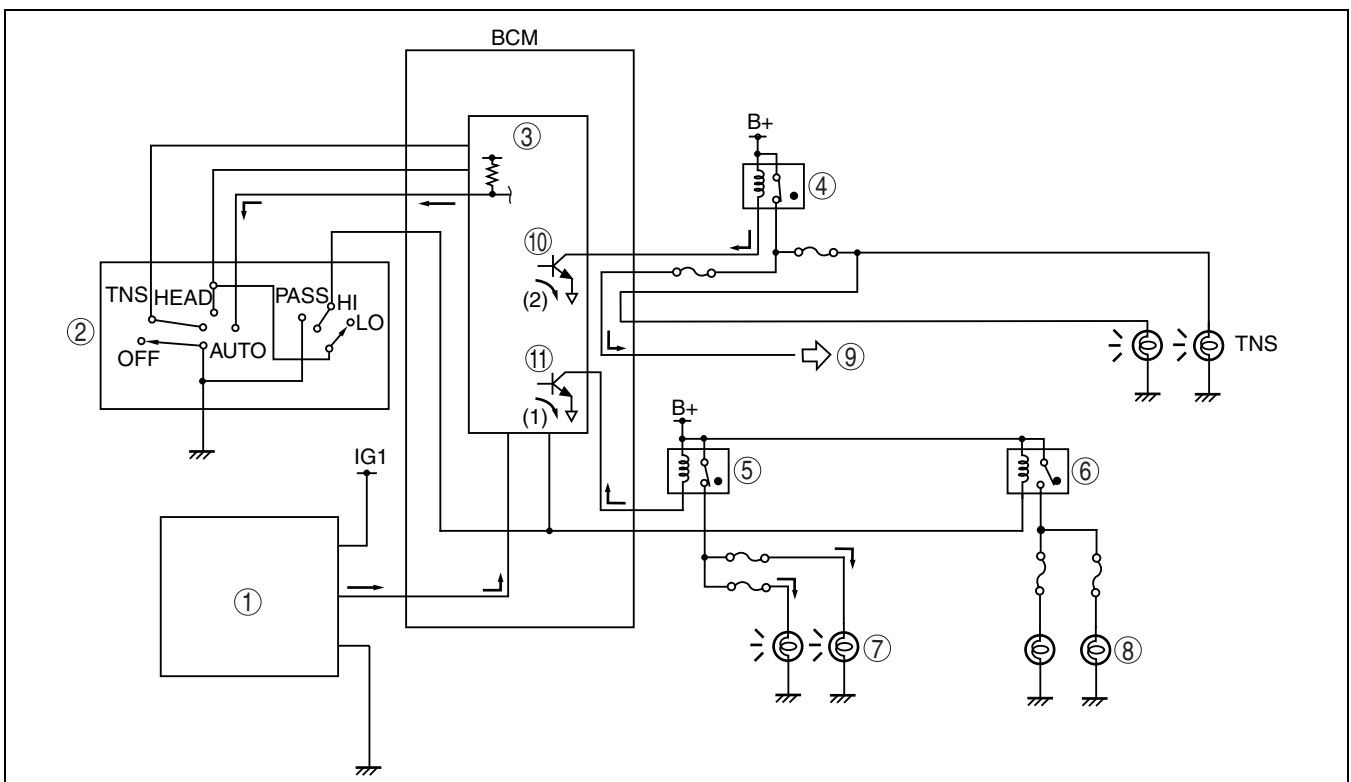 BCM
③
B+
④
⑩
TNS HEAD PASS HI
② LO
OFF AUTO
(2)
TNS
⑨
⑪
(1)
B+
IG1
⑤
⑥
①
⑦
⑧